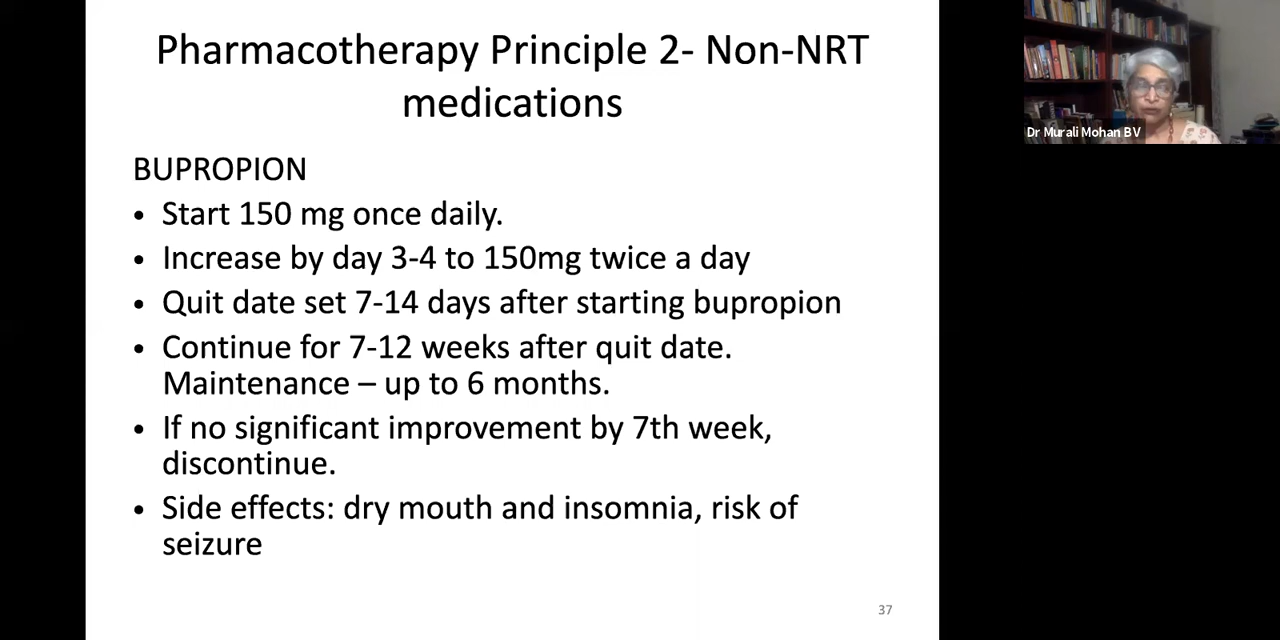 Pharmacotherapy Principle 2- Non-NRT
medications
BUPROPION
• Start 150 mg once daily.
• Increase by day 3-4 to 150mg twice a day
• Quit date set 7-14 days after starting bupropion
• Continue for 7-12 weeks after quit date.
Maintenance – up to 6 months.
• If no significant improvement by 7th week,
discontinue.
• Side effects: dry mouth and insomnia, risk of
seizure
37
Dr Murali Mohan BV